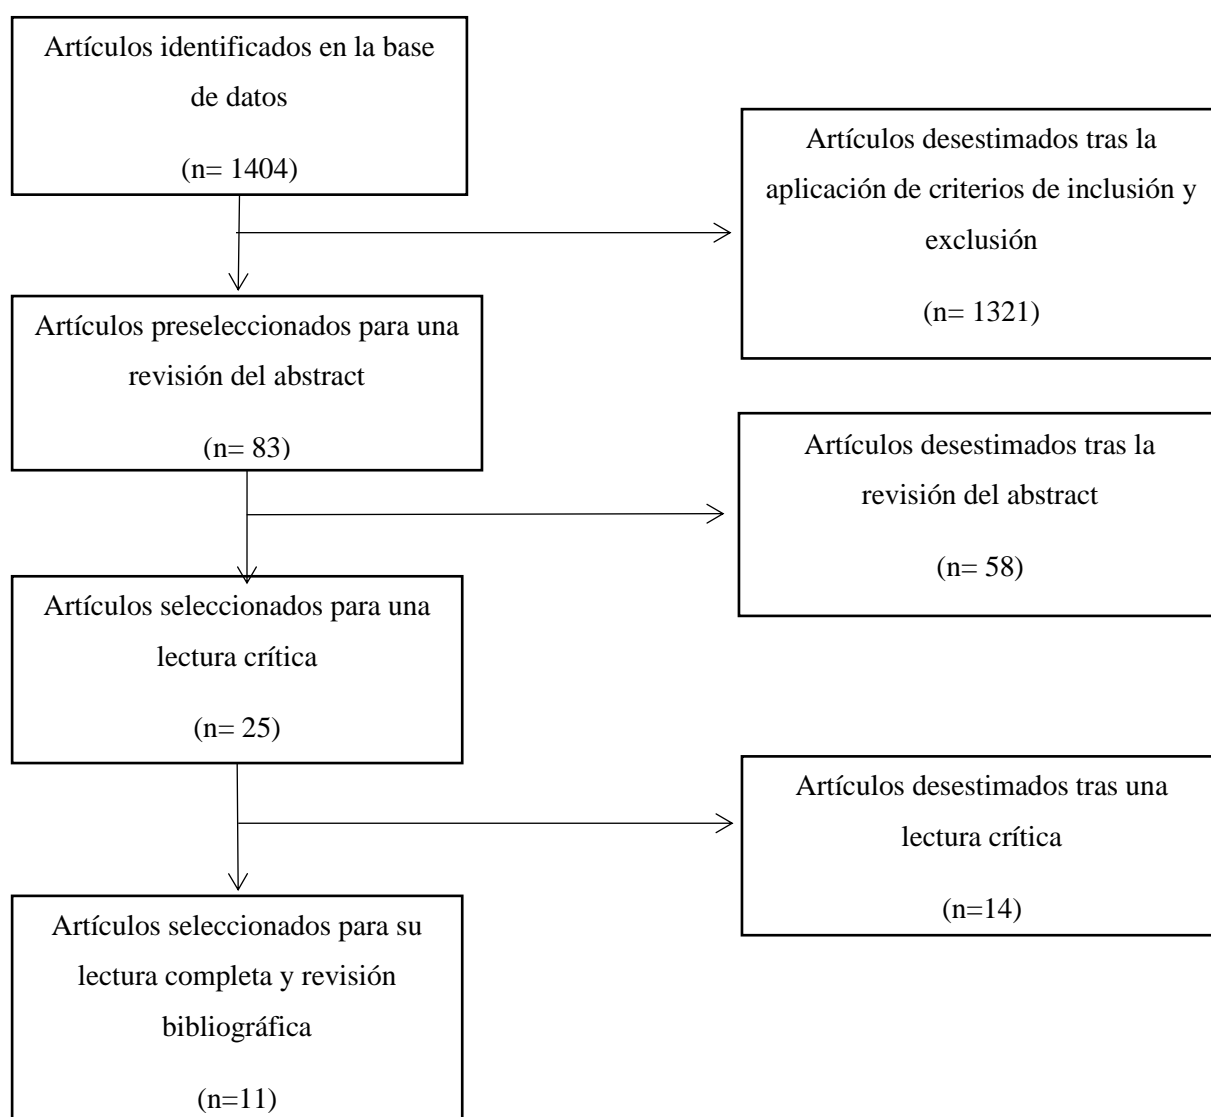 Artículos identificados en la base
de datos
(n= 1404)
Artículos desestimados tras la
aplicación de criterios de inclusión y
exclusión
(n= 1321)
Artículos preseleccionados para una
revisión del abstract
(n= 83)
Artículos desestimados tras la
revisión del abstract
(n= 58)
Artículos seleccionados para una
lectura crítica
(n= 25)
Artículos desestimados tras una
lectura crítica
(n=14)
Artículos seleccionados para su
lectura completa y revisión
bibliográfica
(n=11)